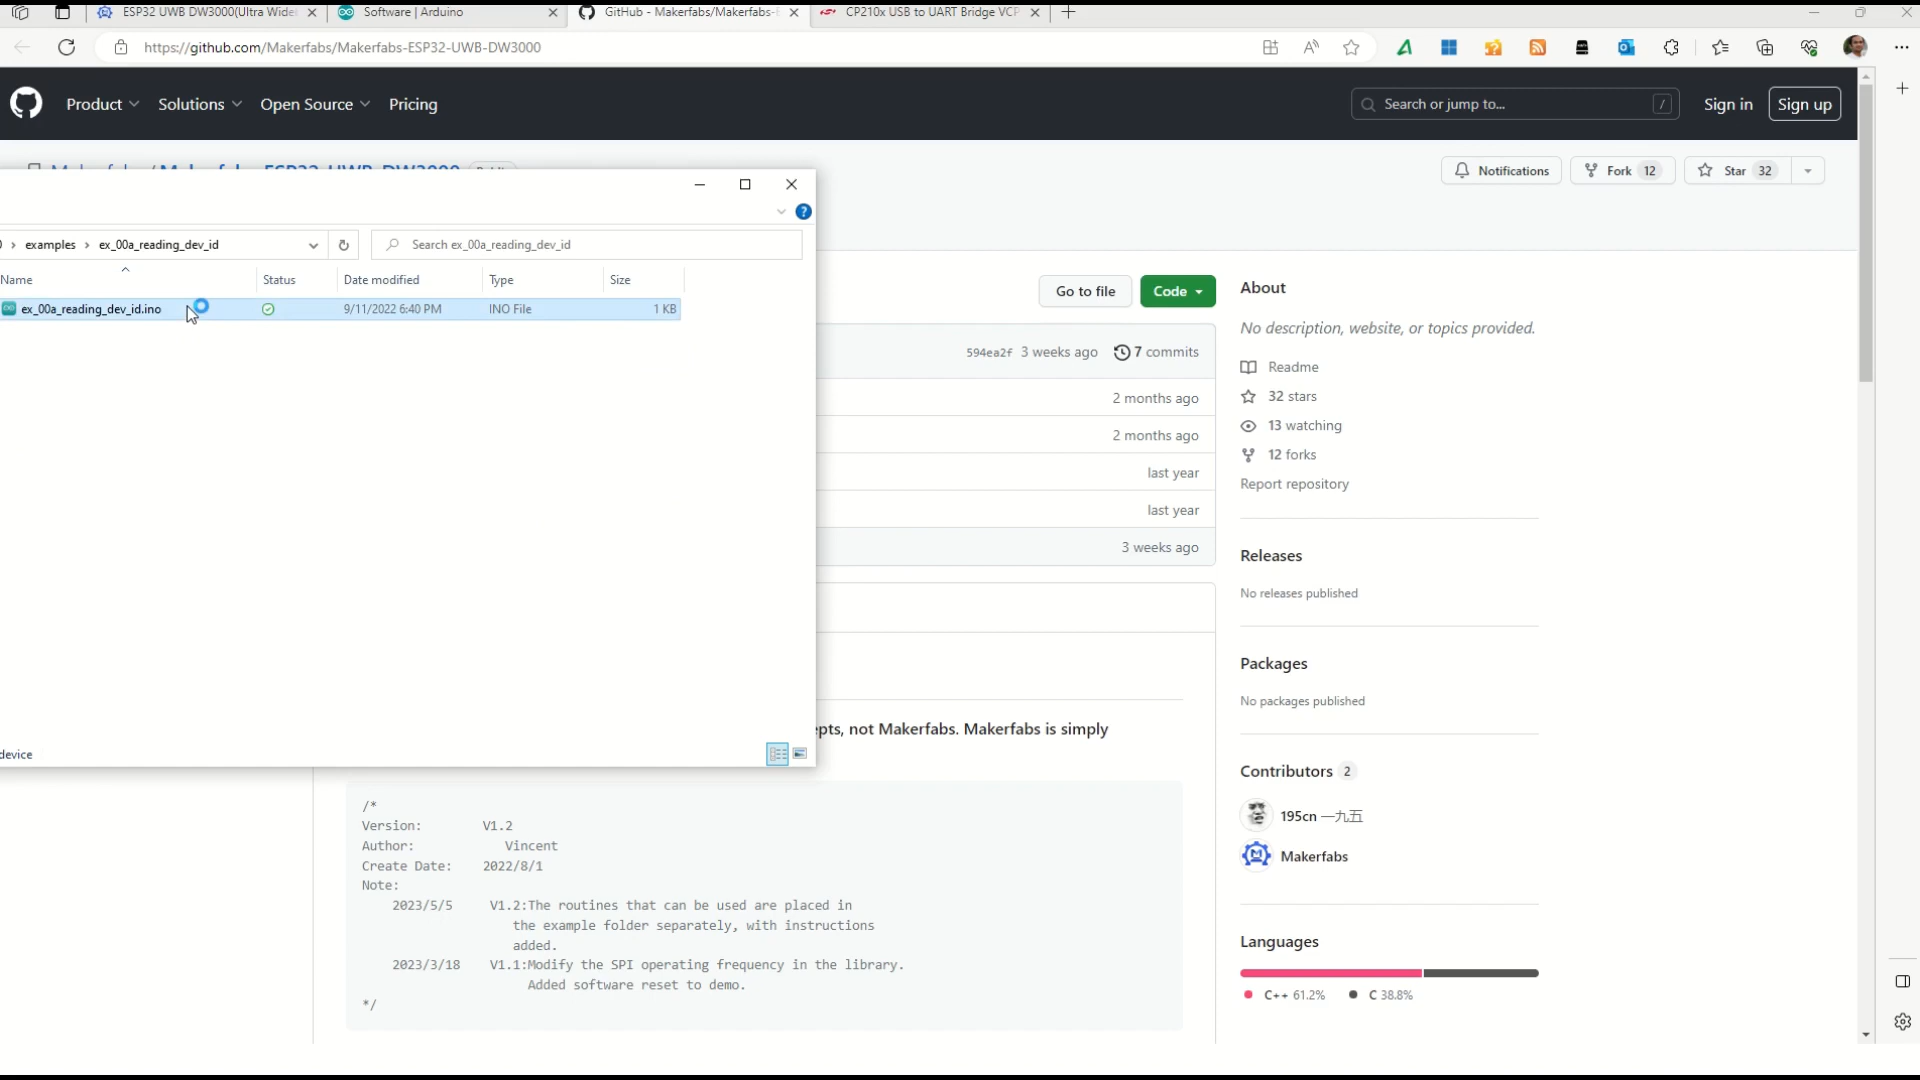 ESP32 UWB DW3000(Ultra Wide
Software | Arduino
GitHub - Makerfabs/Makerfabs-
CP210x USB to UART Bridge VCP
https://github.com/Makerfabs/Makerfabs-ESP32-UWB-DW3000
Product
Solutions
Open Source
Pricing
Search or jump to...
/
Sign in
Sign up
Notifications
Fork 12
Star 32
?
examples > ex_00a_reading_dev_id
Search ex_00a_reading_dev_id
Name
Status
Date modified
Type
Size
ex_00a_reading_dev_id.ino
9/11/2022 6:40 PM
INO File
1 KB
device
Go to file
Code
594ea2f 3 weeks ago
7 commits
2 months ago
2 months ago
last year
last year
3 weeks ago
epts, not Makerfabs. Makerfabs is simply
/*
Version: V1.2
Author: Vincent
Create Date: 2022/8/1
Note:
2023/5/5 V1.2:The routines that can be used are placed in
the example folder separately, with instructions
added.
2023/3/18 V1.1:Modify the SPI operating frequency in the library.
Added software reset to demo.
*/
About
No description, website, or topics provided.
Readme
32 stars
13 watching
12 forks
Report repository
Releases
No releases published
Packages
No packages published
Contributors 2
195cn 一九五
Makerfabs
Languages
C++ 61.2%
C 38.8%